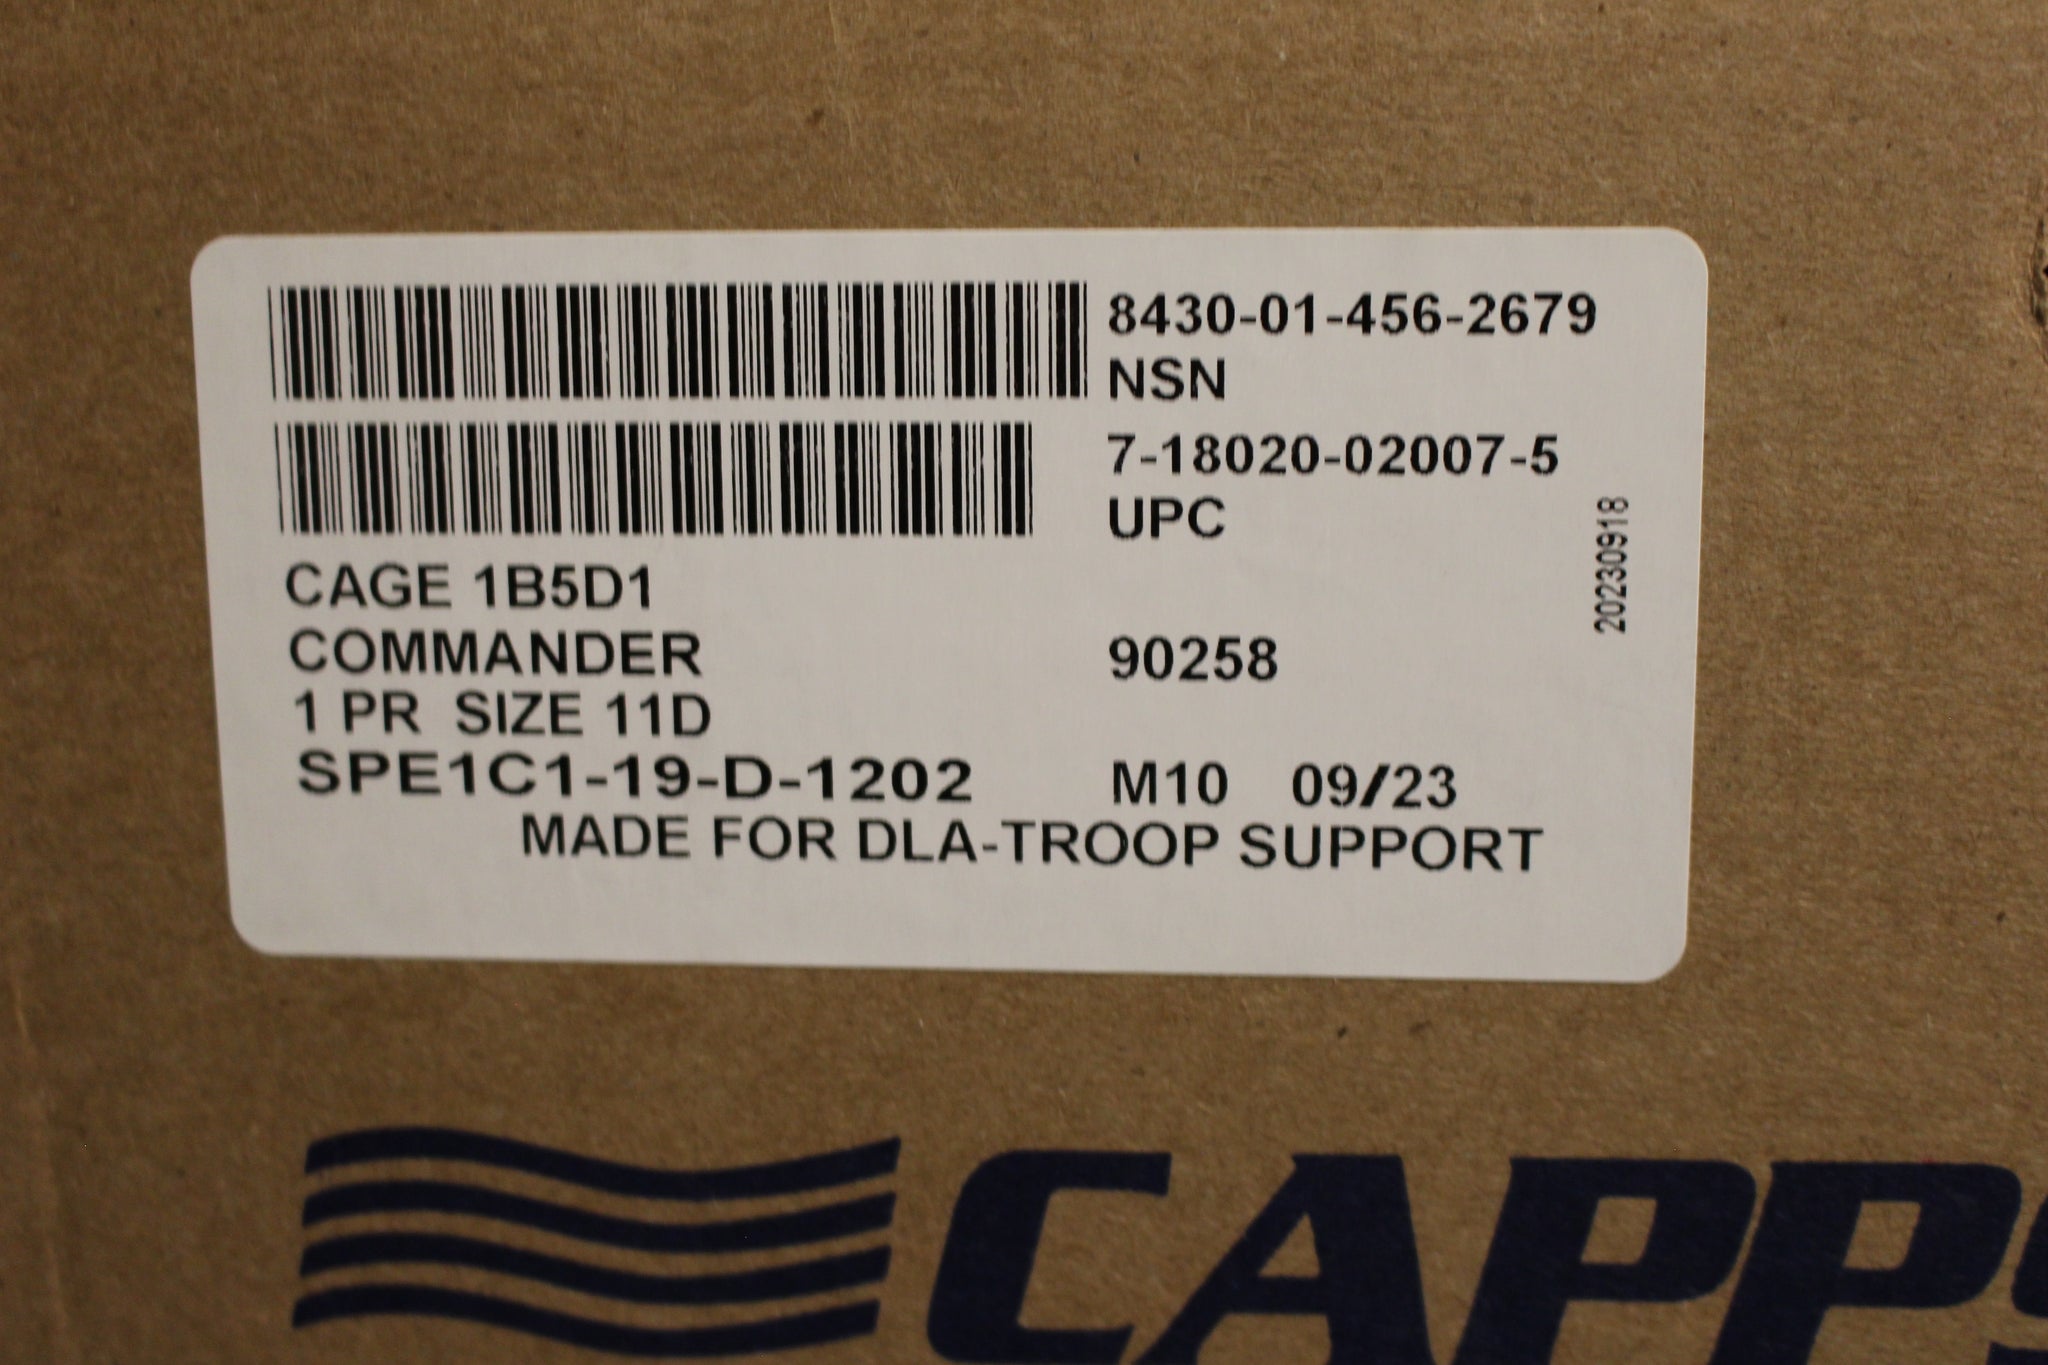 8430-01-456-2679
NSN
7-18020-02007-5
UPC
20230918
CAGE 1B5D1
COMMANDER 90258
1 PR SIZE 11D
SPE1C1-19-D-1202 M10 09/23
MADE FOR DLA-TROOP SUPPORT
CAPPS